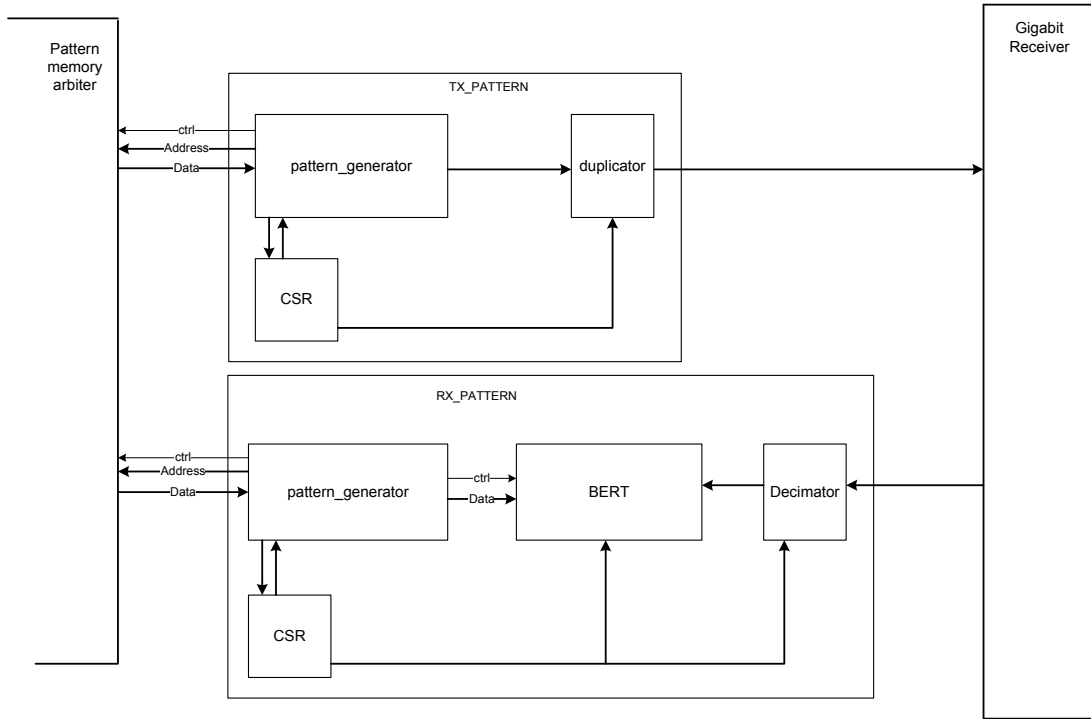 Pattern
memory
arbiter
Gigabit
Receiver
TX_PATTERN
ctrl
Address
Data
pattern_generator
duplicator
CSR
RX_PATTERN
ctrl
Address
Data
pattern_generator
ctrl
Data
BERT
Decimator
CSR